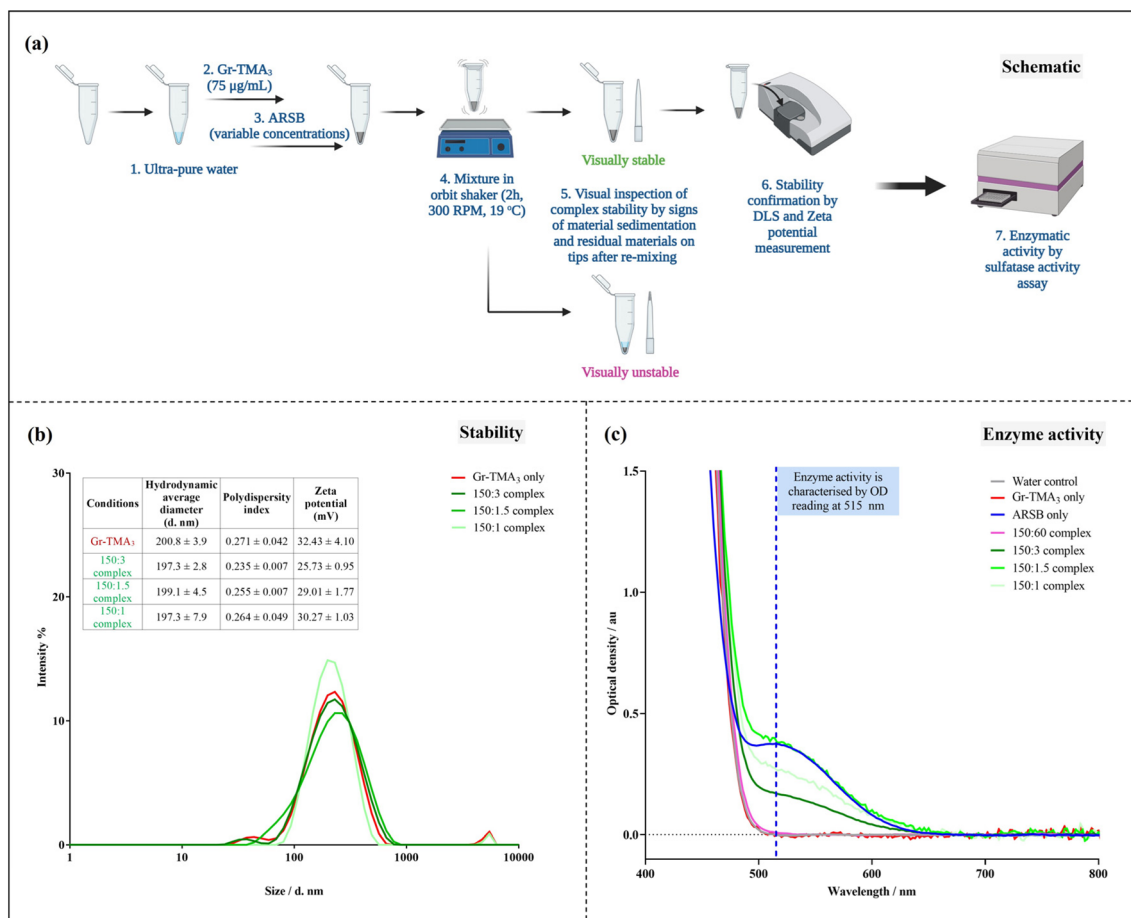 (a)
Schematic
2. Gr-TMA₃
(75 µg/mL)
3. ARSB
(variable concentrations)
1. Ultra-pure water
4. Mixture in
orbit shaker (2h,
300 RPM, 19 °C)
Visually stable
5. Visual inspection of
complex stability by signs
of material sedimentation
and residual materials on
tips after re-mixing
Visually unstable
6. Stability
confirmation by
DLS and Zeta
potential
measurement
7. Enzymatic
activity by
sulfatase activity
assay
(b)
Stability
Gr-TMA₃ only
150:3 complex
150:1.5 complex
150:1 complex
Conditions
Hydrodynamic
average
diameter
(d. nm)
Polydispersity
index
Zeta
potential
(mV)
Gr-TMA₃ 200.8 ± 3.9 0.271 ± 0.042 32.43 ± 4.10
150:3
complex 197.3 ± 2.8 0.235 ± 0.007 25.73 ± 0.95
150:1.5
complex 199.1 ± 4.5 0.255 ± 0.007 29.01 ± 1.77
150:1
complex 197.3 ± 7.9 0.264 ± 0.049 30.27 ± 1.03
30
20
10
0
Intensity %
1 10 100 1000 10000
Size / d. nm
(c)
Enzyme activity
Enzyme activity is
characterised by OD
reading at 515 nm
Water control
Gr-TMA₃ only
ARSB only
150:60 complex
150:3 complex
150:1.5 complex
150:1 complex
1.5
1.0
0.5
0.0
Optical density / au
400 500 600 700 800
Wavelength / nm